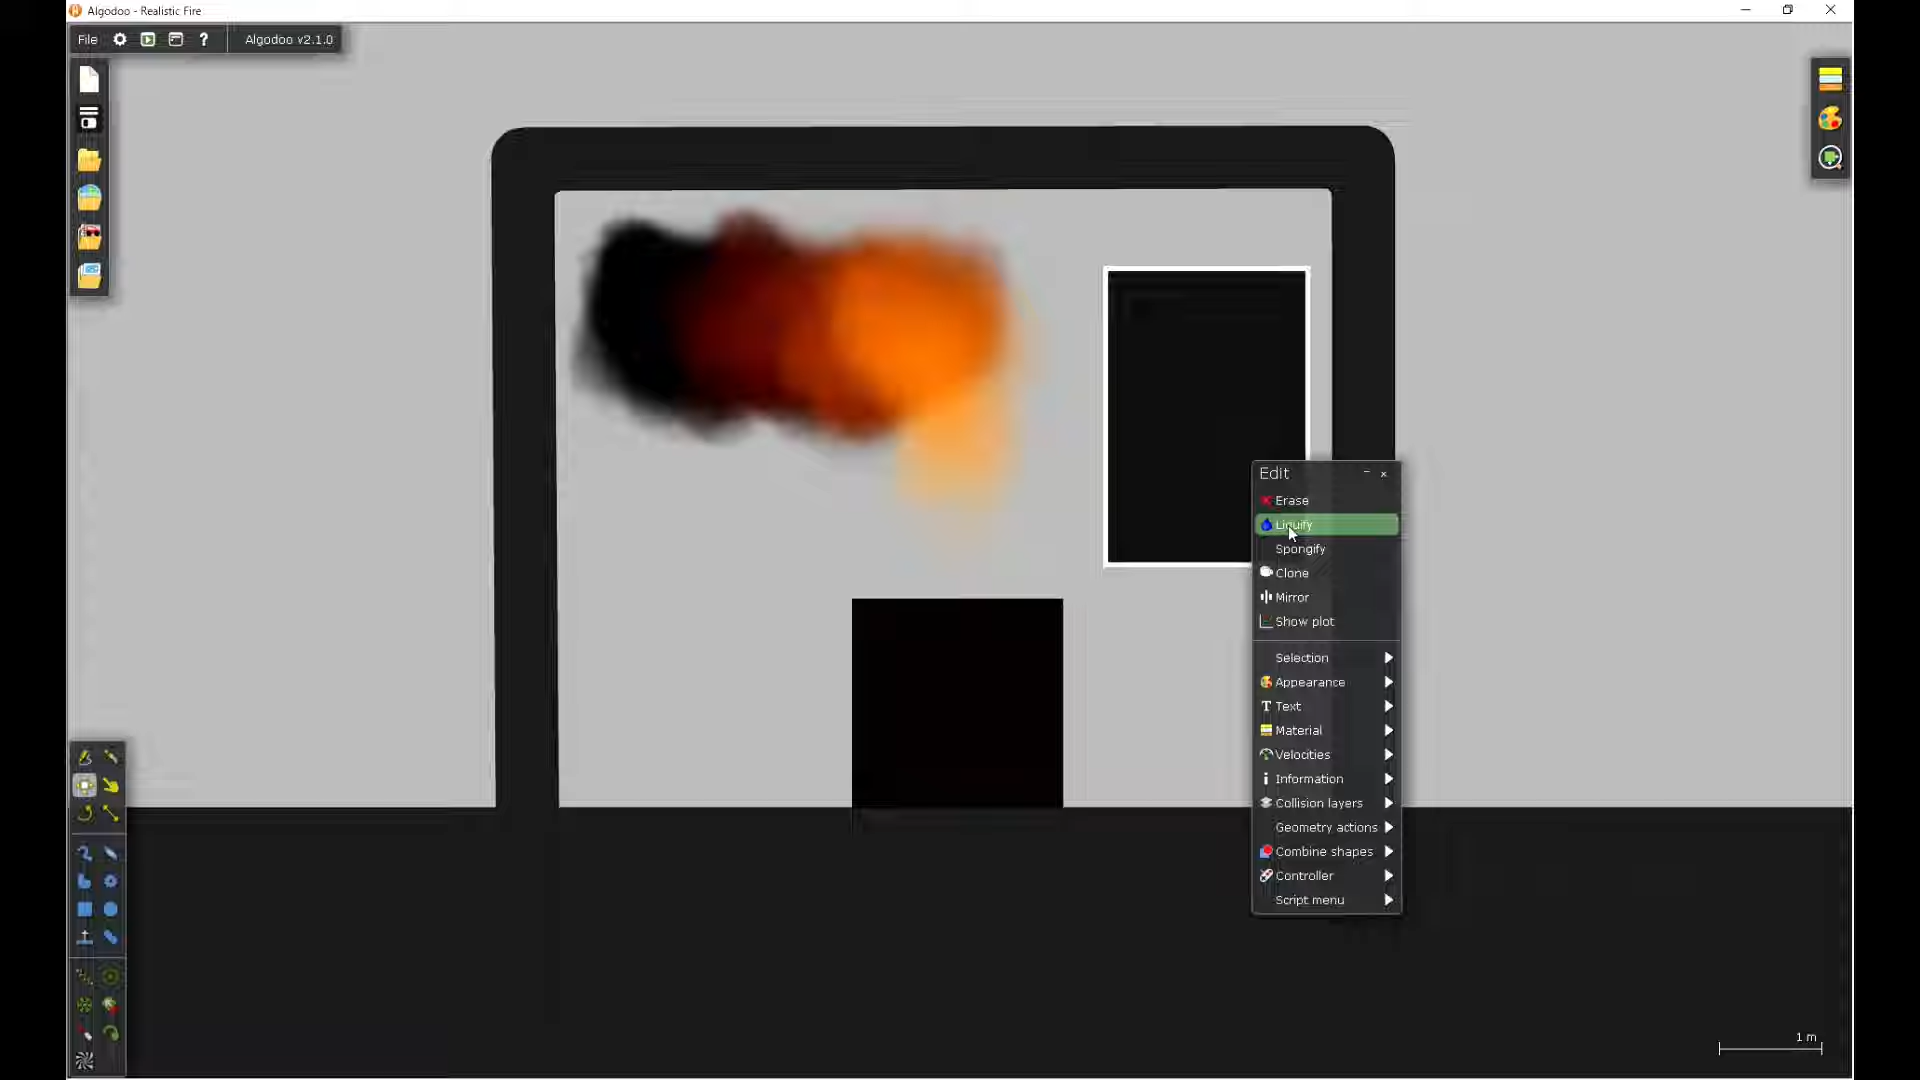 Algodoo - Realistic Fire
File
?
Algodoo v2.1.0
Edit
Erase
Liquify
Spongify
Clone
Mirror
Show plot
Selection
Appearance
T Text
Material
Velocities
i Information
Collision layers
Geometry actions
Combine shapes
Controller
Script menu
1 m